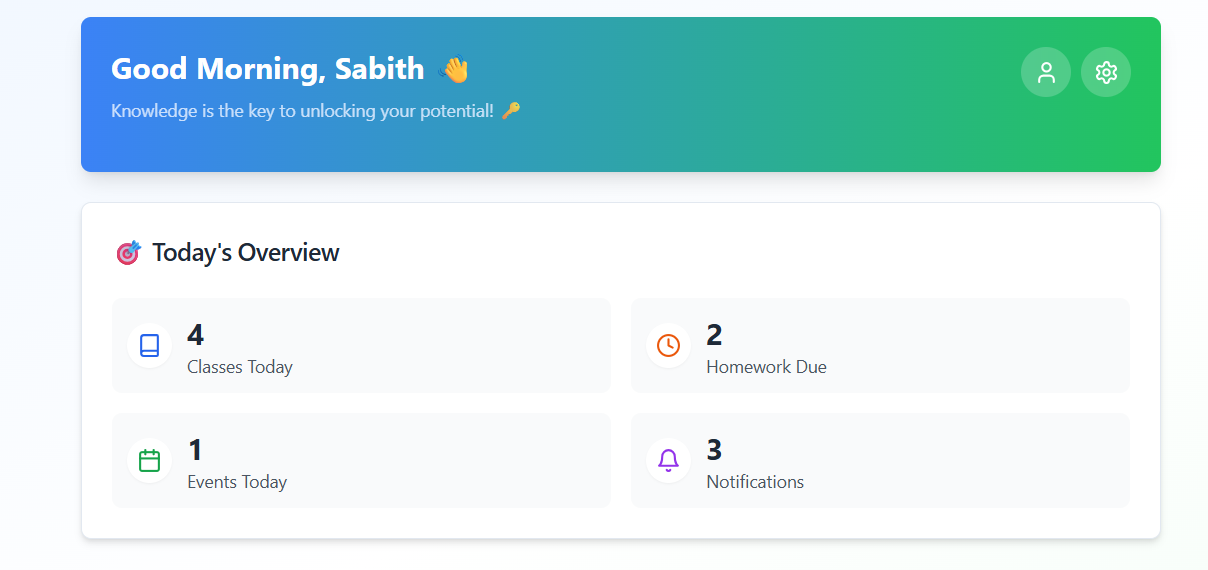 Good Morning, Sabith 👋
Knowledge is the key to unlocking your potential! 🔑
🎯 Today's Overview
4
Classes Today
2
Homework Due
1
Events Today
3
Notifications